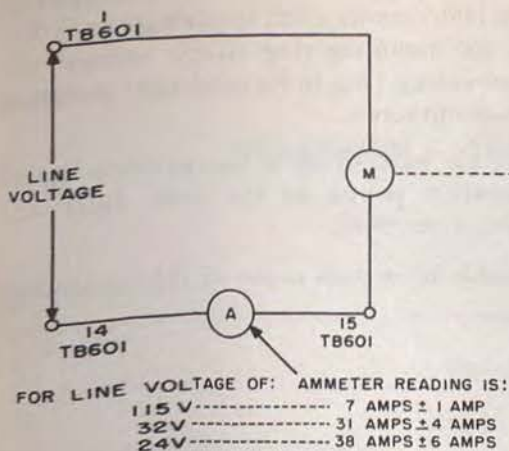 1
TB601
LINE
VOLTAGE
M
A
14
TB601
15
TB601
FOR LINE VOLTAGE OF: AMMETER READING IS:
115 V ---------- 7 AMPS ± 1 AMP
32V ---------- 31 AMPS ±4 AMPS
24V ---------- 38 AMPS ±6 AMPS